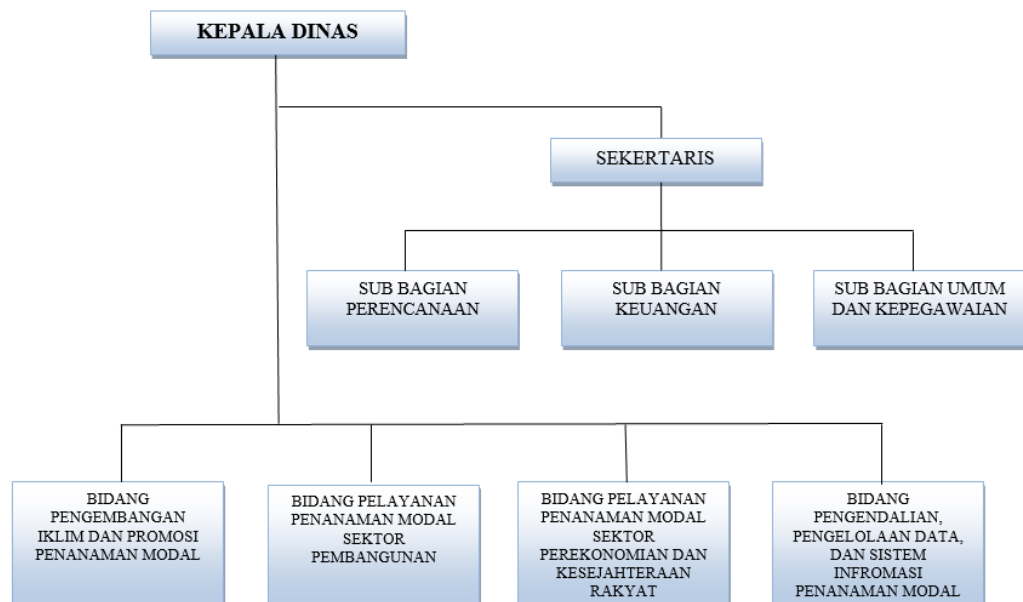 KEPALA DINAS
SEKERTARIS
SUB BAGIAN
PERENCANAAN
SUB BAGIAN
KEUANGAN
SUB BAGIAN UMUM
DAN KEPEGAWAIAN
BIDANG
PENGEMBANGAN
IKLIM DAN PROMOSI
PENANAMAN MODAL
BIDANG PELAYANAN
PENANAMAN MODAL
SEKTOR
PEMBANGUNAN
BIDANG PELAYANAN
PENANAMAN MODAL
SEKTOR
PEREKONOMIAN DAN
KESEJAHTERAAN
RAKYAT
BIDANG
PENGENDALIAN,
PENGELOLAAN DATA,
DAN SISTEM
INFROMASI
PENANAMAN MODAL